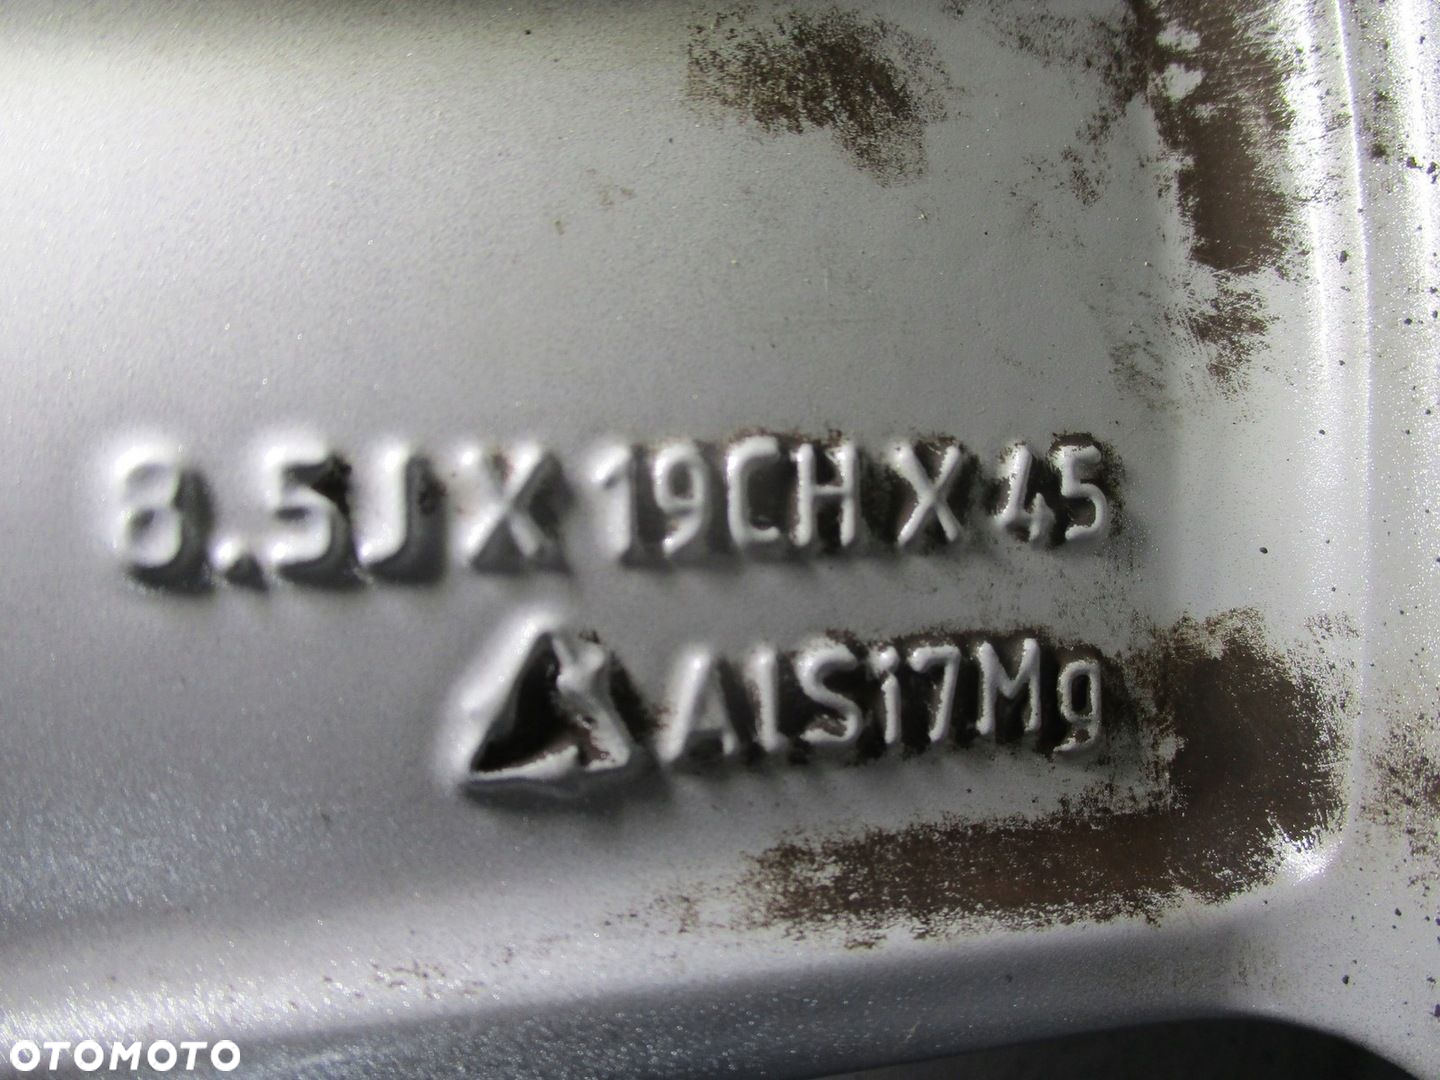 8.5J X 19CH X 45
AlSi7Mg
OTOMOTO